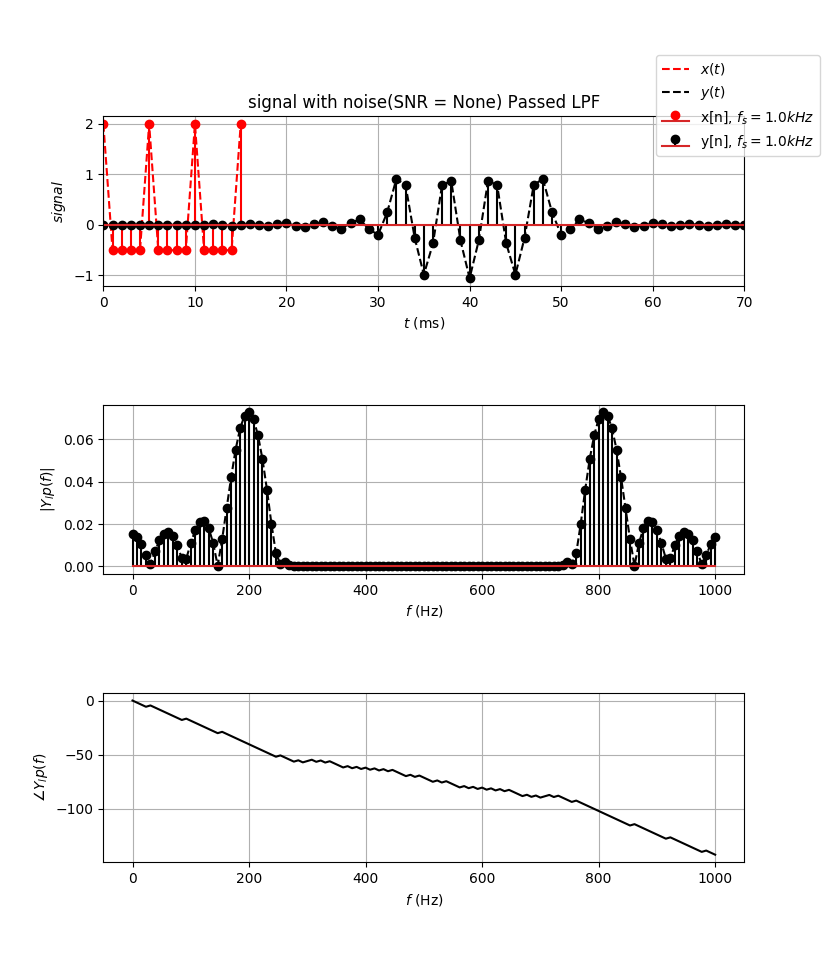 signal with noise(SNR = None) Passed LPF
x(t)
y(t)
x[n], f_s = 1.0kHz
y[n], f_s = 1.0kHz
signal
2
1
0
−1
0 10 20 30 40 50 60 70
t (ms)
|Y_lp(f)|
0.06
0.04
0.02
0.00
0 200 400 600 800 1000
f (Hz)
∠Y_lp(f)
0
−50
−100
0 200 400 600 800 1000
f (Hz)